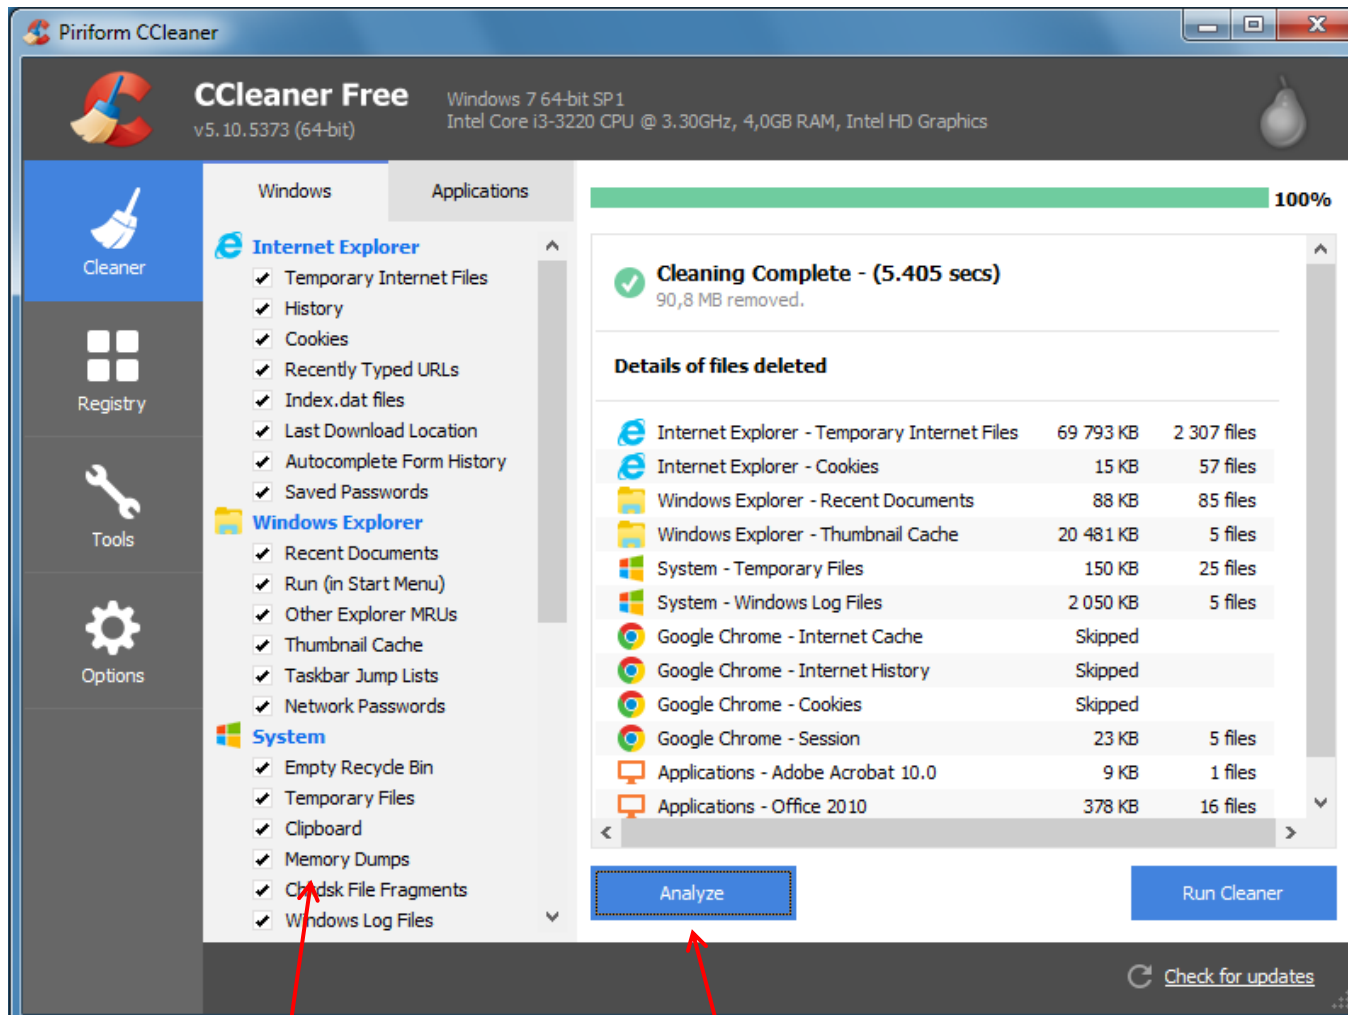 Piriform CCleaner
CCleaner Free
v5.10.5373 (64-bit)
Windows 7 64-bit SP1
Intel Core i3-3220 CPU @ 3.30GHz, 4,0GB RAM, Intel HD Graphics
Cleaner
Registry
Tools
Options
Windows
Applications
Internet Explorer
Temporary Internet Files
History
Cookies
Recently Typed URLs
Index.dat files
Last Download Location
Autocomplete Form History
Saved Passwords
Windows Explorer
Recent Documents
Run (in Start Menu)
Other Explorer MRUs
Thumbnail Cache
Taskbar Jump Lists
Network Passwords
System
Empty Recycle Bin
Temporary Files
Clipboard
Memory Dumps
Chkdsk File Fragments
Windows Log Files
100%
Cleaning Complete - (5.405 secs)
90,8 MB removed.
Details of files deleted
Internet Explorer - Temporary Internet Files 69 793 KB 2 307 files
Internet Explorer - Cookies 15 KB 57 files
Windows Explorer - Recent Documents 88 KB 85 files
Windows Explorer - Thumbnail Cache 20 481 KB 5 files
System - Temporary Files 150 KB 25 files
System - Windows Log Files 2 050 KB 5 files
Google Chrome - Internet Cache Skipped
Google Chrome - Internet History Skipped
Google Chrome - Cookies Skipped
Google Chrome - Session 23 KB 5 files
Applications - Adobe Acrobat 10.0 9 KB 1 files
Applications - Office 2010 378 KB 16 files
Analyze
Run Cleaner
Check for updates